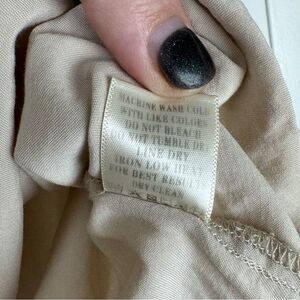 MACHINE WASH COLD
WITH LIKE COLORS
DO NOT BLEACH
DO NOT TUMBLE DRY
LINE DRY
IRON LOW HEAT
FOR BEST RESULTS
DRY CLEAN